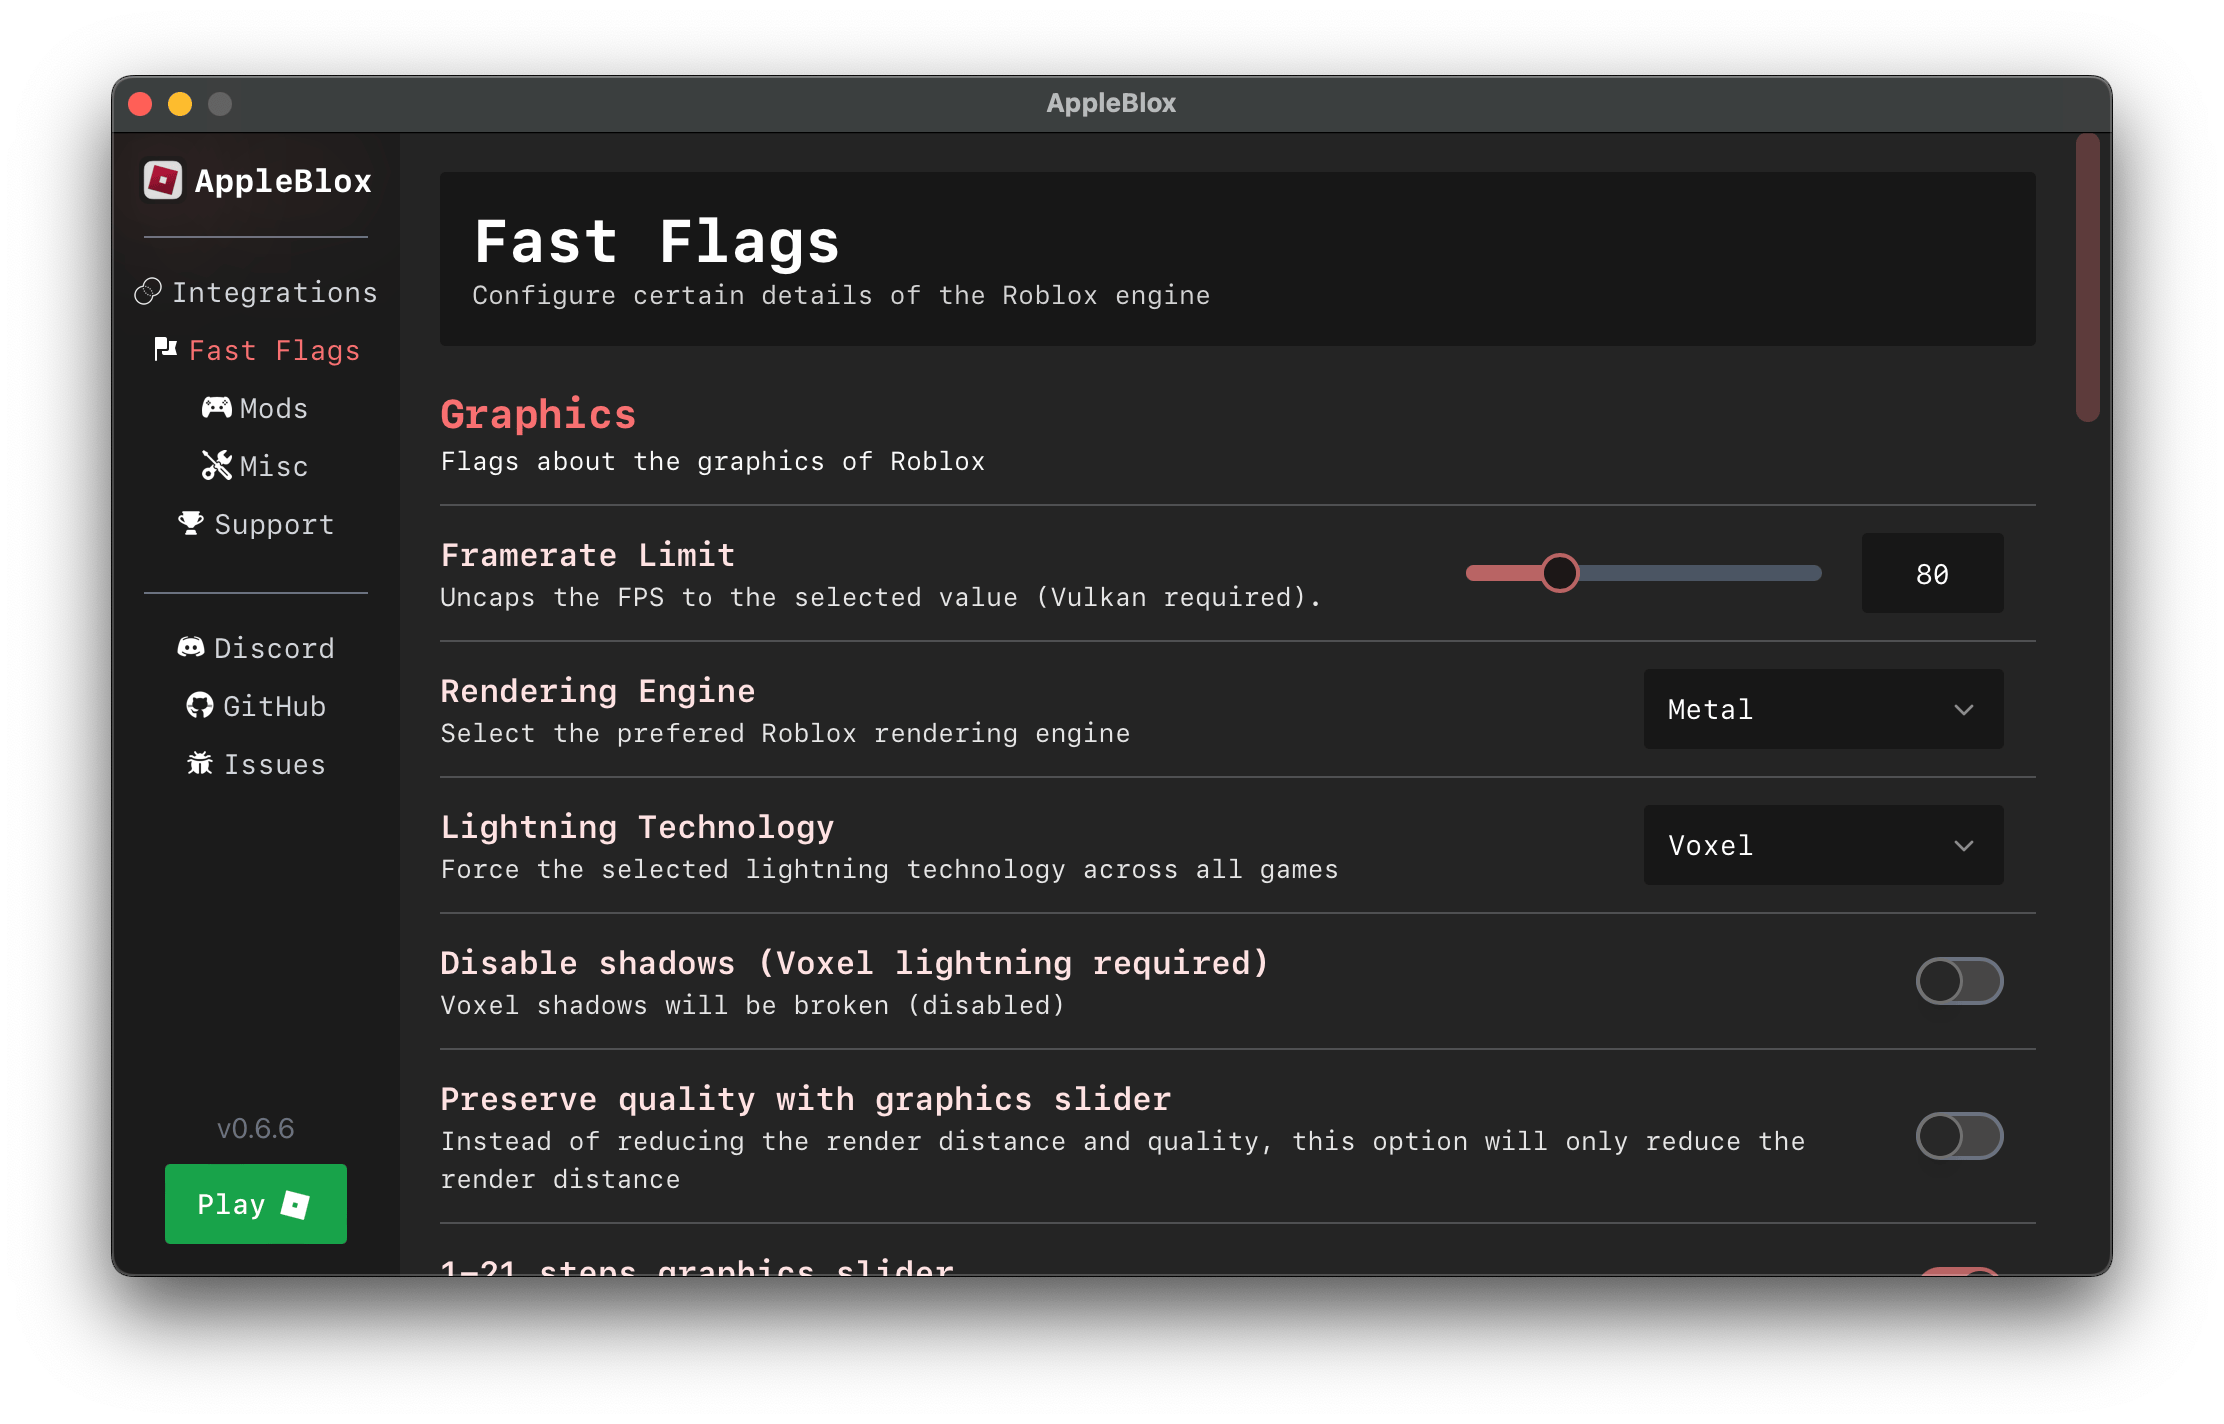 AppleBlox
AppleBlox
Integrations
Fast Flags
Mods
Misc
Support
Discord
GitHub
Issues
v0.6.6
Play
Fast Flags
Configure certain details of the Roblox engine
Graphics
Flags about the graphics of Roblox
Framerate Limit
Uncaps the FPS to the selected value (Vulkan required).
80
Rendering Engine
Select the prefered Roblox rendering engine
Metal
Lightning Technology
Force the selected lightning technology across all games
Voxel
Disable shadows (Voxel lightning required)
Voxel shadows will be broken (disabled)
Preserve quality with graphics slider
Instead of reducing the render distance and quality, this option will only reduce the
render distance
1–21 steps graphics slider